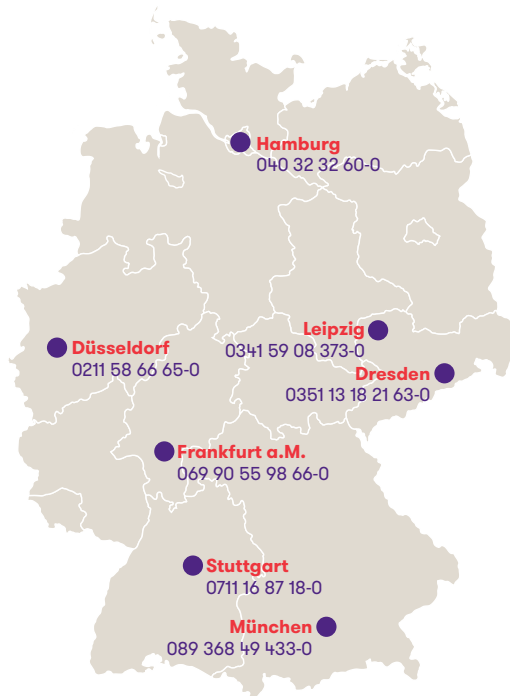 Hamburg
040 32 32 60-0
Leipzig
0341 59 08 373-0
Düsseldorf
0211 58 66 65-0
Dresden
0351 13 18 21 63-0
Frankfurt a.M.
069 90 55 98 66-0
Stuttgart
0711 16 87 18-0
München
089 368 49 433-0